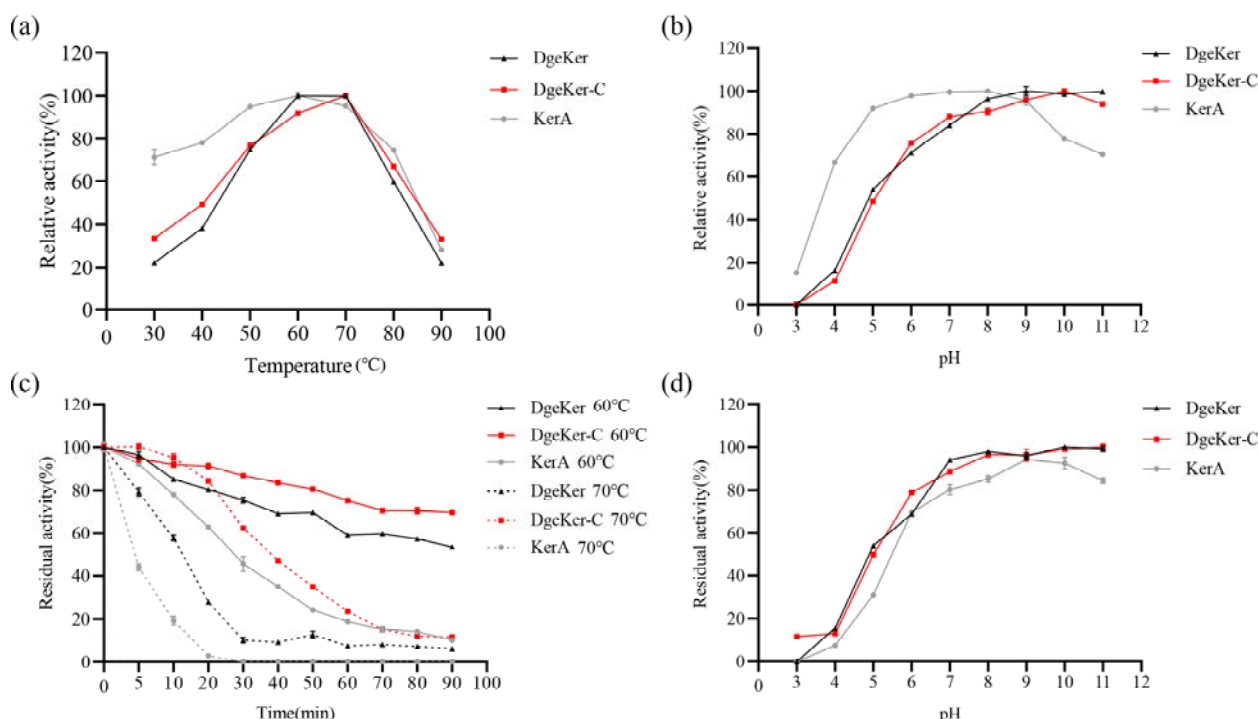 (a)
120
100
80
60
40
20
0
Relative activity(%)
0 30 40 50 60 70 80 90 100
Temperature(℃)
DgeKer
DgeKer-C
KerA
(b)
120
100
80
60
40
20
0
Relative activity(%)
0 3 4 5 6 7 8 9 10 11 12
pH
DgeKer
DgeKer-C
KerA
(c)
120
100
80
60
40
20
0
Residual activity(%)
0 5 10 20 30 40 50 60 70 80 90 100
Time(min)
DgeKer 60℃
DgeKer-C 60℃
KerA 60℃
DgeKer 70℃
DgeKer-C 70℃
KerA 70℃
(d)
120
100
80
60
40
20
0
Residual activity(%)
0 3 4 5 6 7 8 9 10 11 12
pH
DgeKer
DgeKer-C
KerA